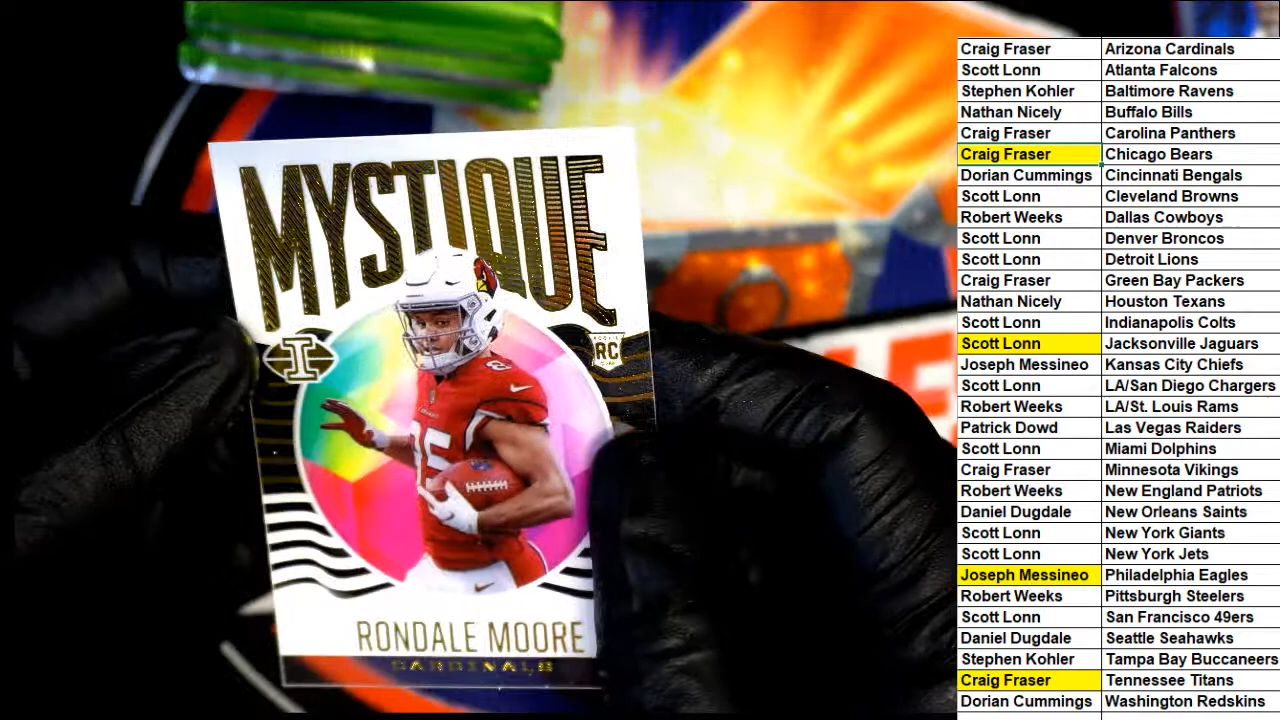 MYSTIQUE
I
ROOKIE
RC
85
RONDALE MOORE
CARDINALS
Craig Fraser Arizona Cardinals
Scott Lonn Atlanta Falcons
Stephen Kohler Baltimore Ravens
Nathan Nicely Buffalo Bills
Craig Fraser Carolina Panthers
Craig Fraser Chicago Bears
Dorian Cummings Cincinnati Bengals
Scott Lonn Cleveland Browns
Robert Weeks Dallas Cowboys
Scott Lonn Denver Broncos
Scott Lonn Detroit Lions
Craig Fraser Green Bay Packers
Nathan Nicely Houston Texans
Scott Lonn Indianapolis Colts
Scott Lonn Jacksonville Jaguars
Joseph Messineo Kansas City Chiefs
Scott Lonn LA/San Diego Chargers
Robert Weeks LA/St. Louis Rams
Patrick Dowd Las Vegas Raiders
Scott Lonn Miami Dolphins
Craig Fraser Minnesota Vikings
Robert Weeks New England Patriots
Daniel Dugdale New Orleans Saints
Scott Lonn New York Giants
Scott Lonn New York Jets
Joseph Messineo Philadelphia Eagles
Robert Weeks Pittsburgh Steelers
Scott Lonn San Francisco 49ers
Daniel Dugdale Seattle Seahawks
Stephen Kohler Tampa Bay Buccaneers
Craig Fraser Tennessee Titans
Dorian Cummings Washington Redskins